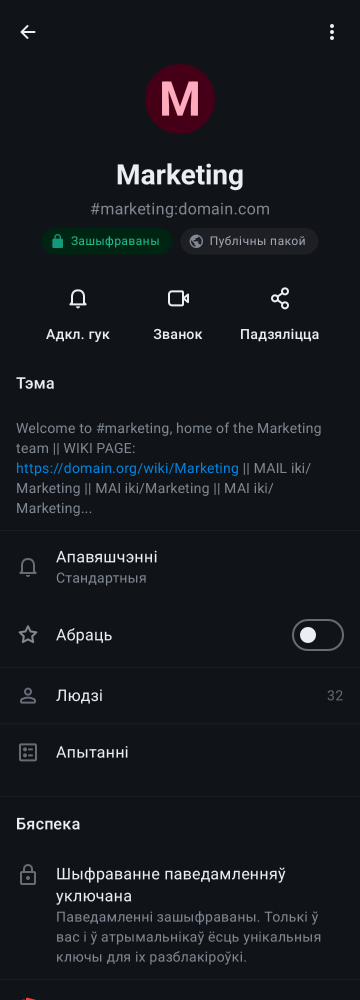 M
Marketing
#marketing:domain.com
Зашыфраваны
Публічны пакой
Адкл. гук
Званок
Падзяліцца
Тэма
Welcome to #marketing, home of the Marketing
team || WIKI PAGE:
https://domain.org/wiki/Marketing || MAIL iki/
Marketing || MAI iki/Marketing || MAI iki/
Marketing...
Апавяшчэнні
Стандартныя
Абраць
Людзі 32
Апытанні
Бяспека
Шыфраванне паведамленняў
уключана
Паведамленні зашыфраваны. Толькі ў
вас і ў атрымальнікаў ёсць унікальныя
ключы для іх разблакіроўкі.